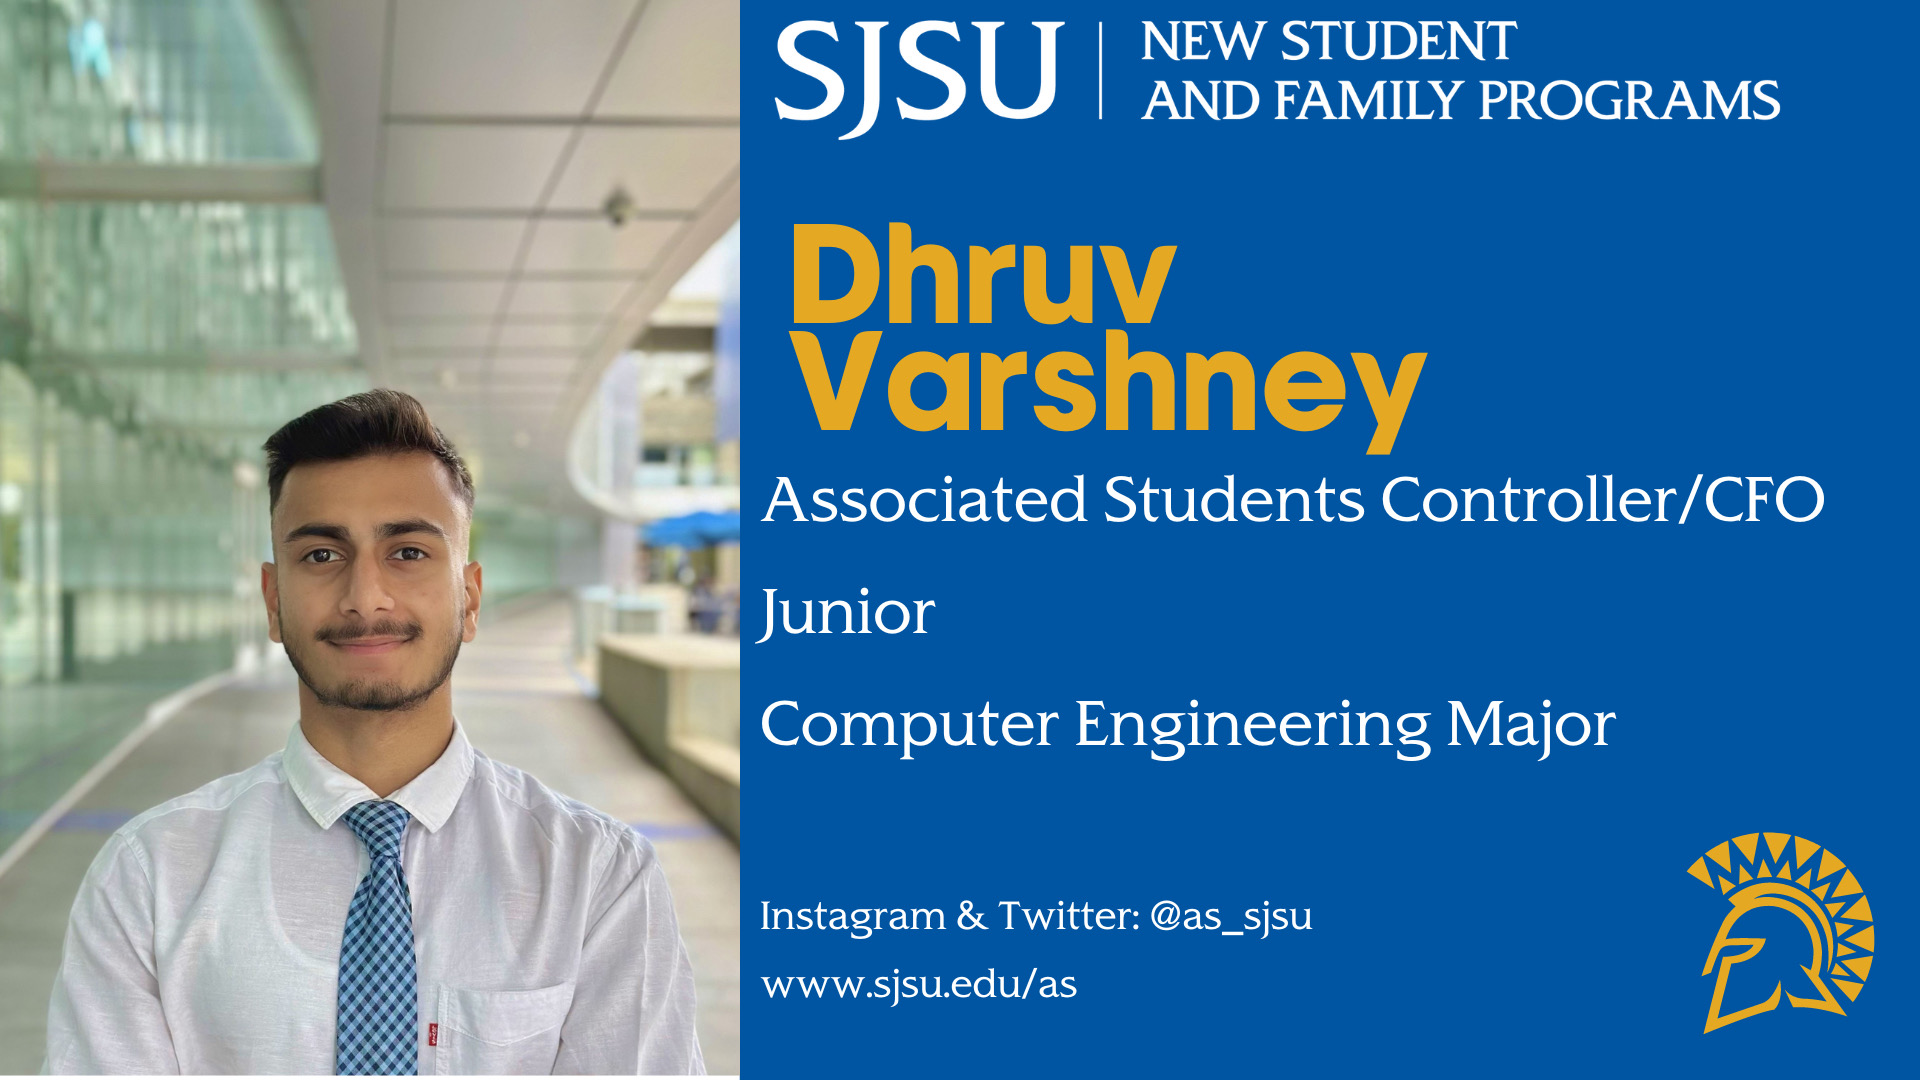 SJSU
NEW STUDENT
AND FAMILY PROGRAMS
Dhruv
Varshney
Associated Students Controller/CFO
Junior
Computer Engineering Major
Instagram & Twitter: @as_sjsu
www.sjsu.edu/as